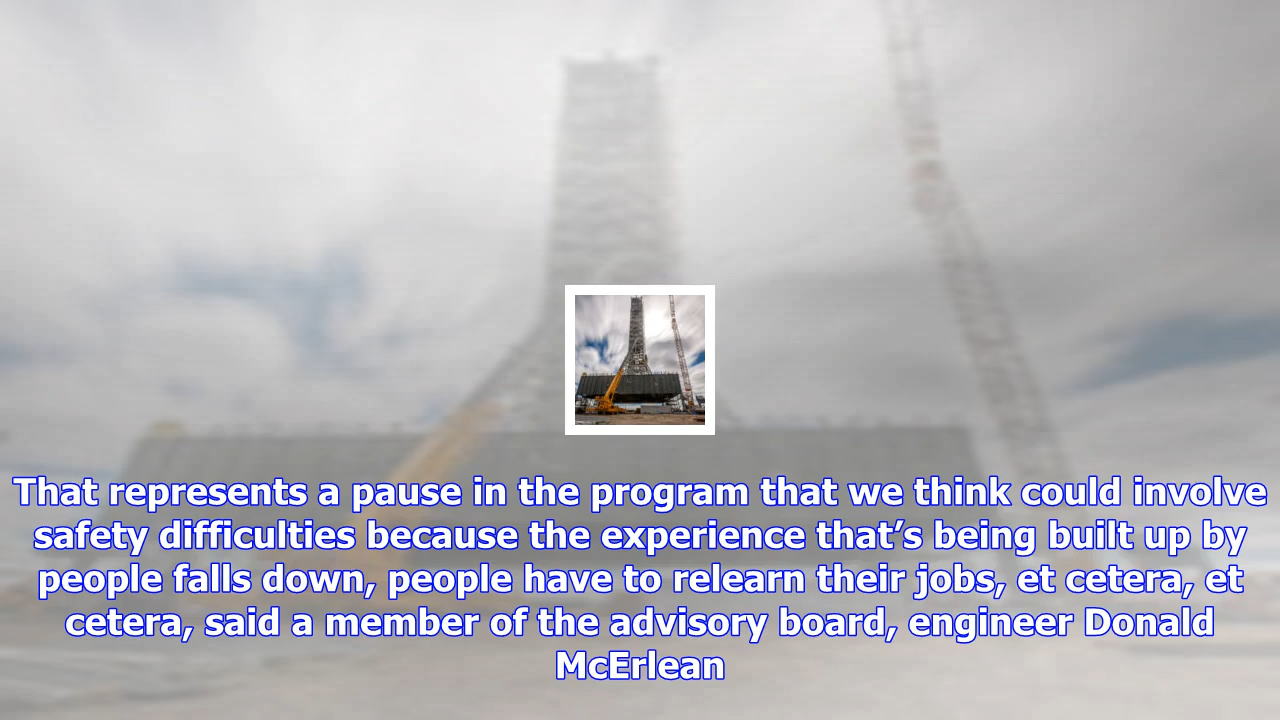 That represents a pause in the program that we think could involve
safety difficulties because the experience that’s being built up by
people falls down, people have to relearn their jobs, et cetera, et
cetera, said a member of the advisory board, engineer Donald
McErlean